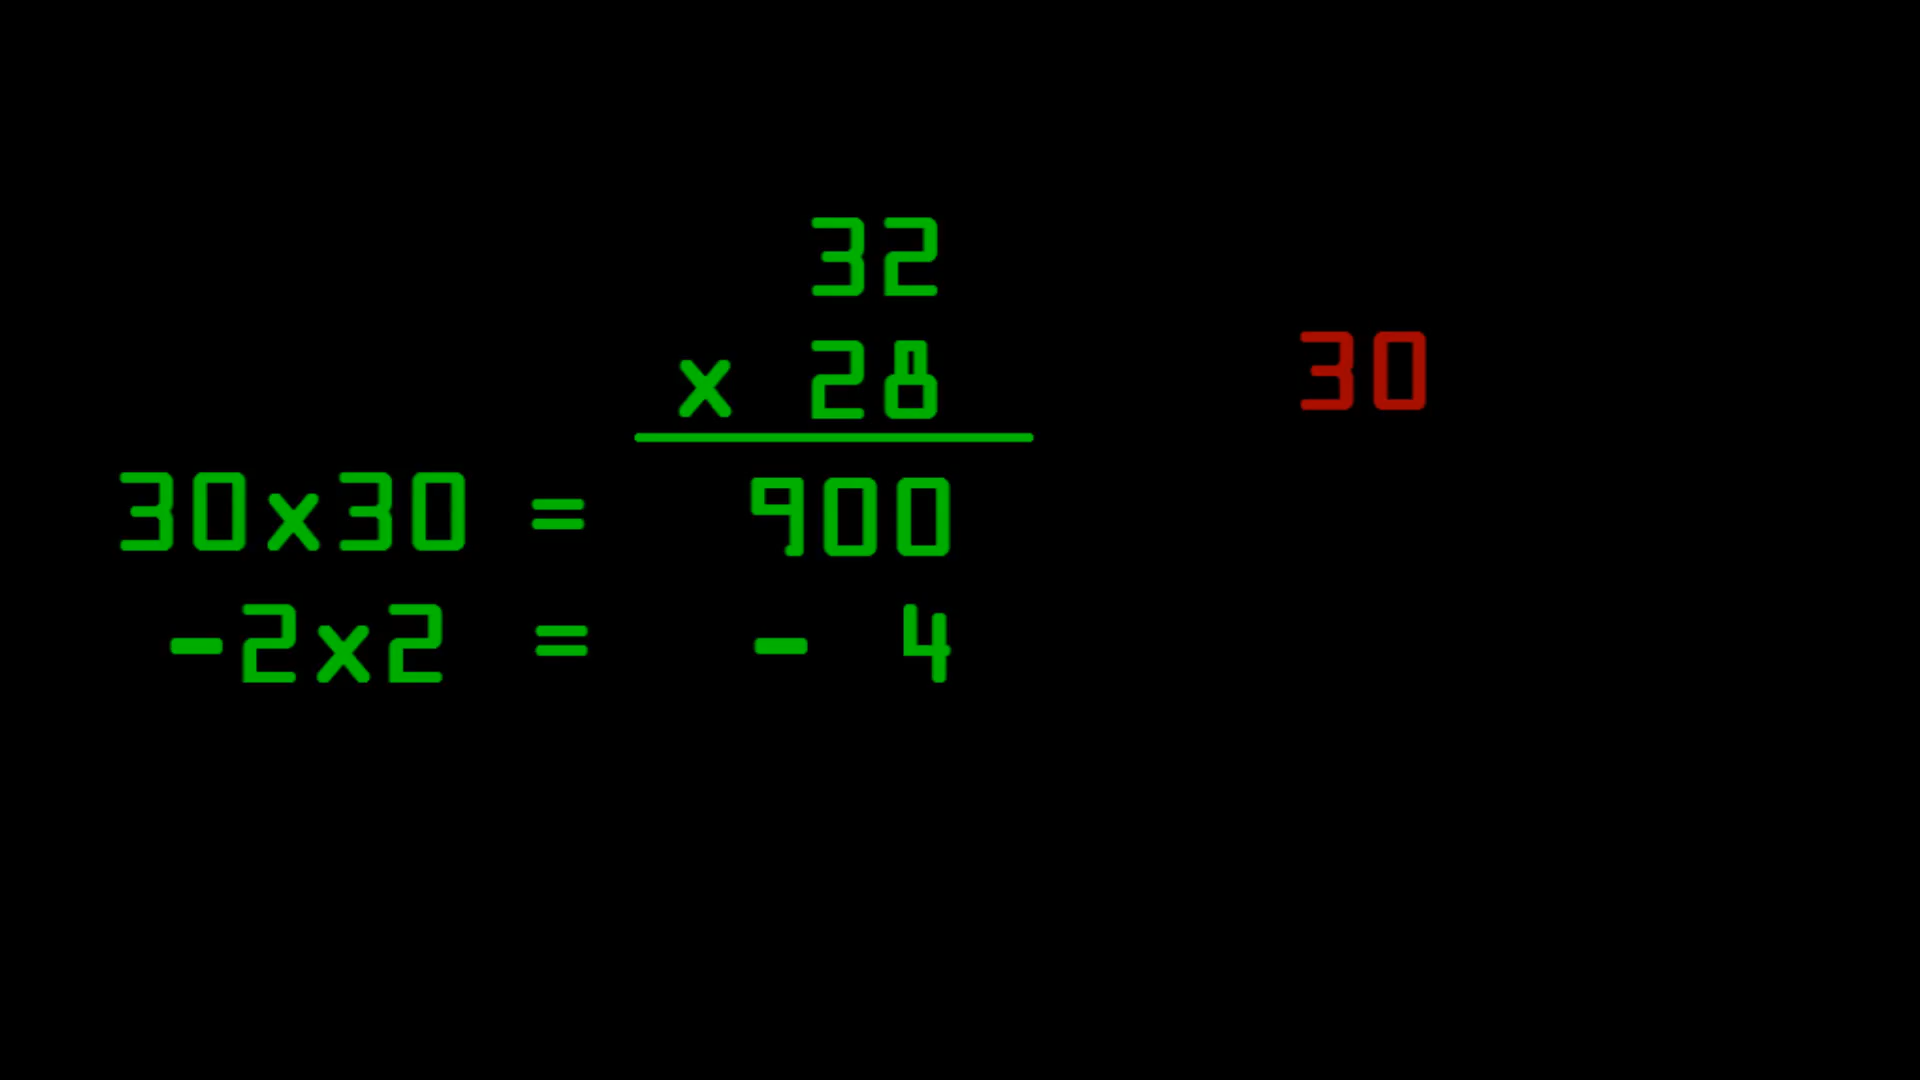 32
x 28
30
30x30 = 900
-2x2 = - 4